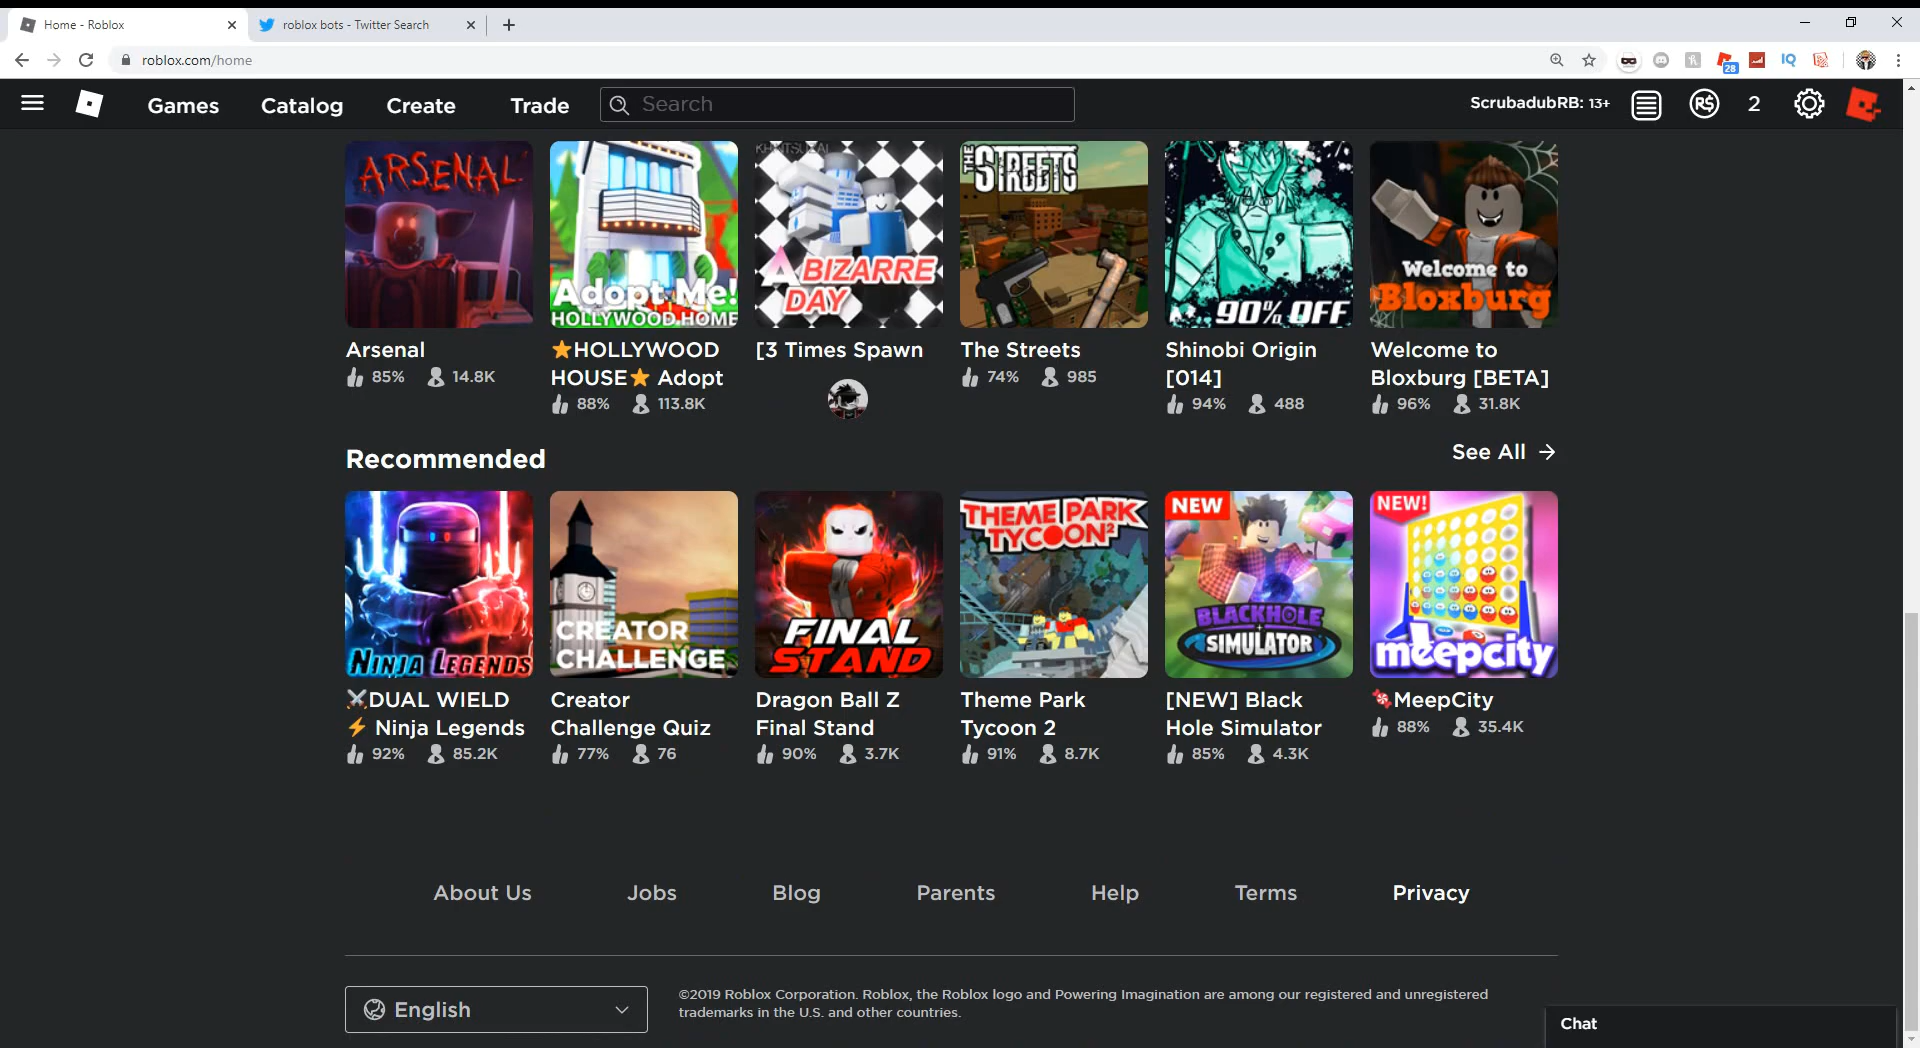 Home - Roblox
roblox bots - Twitter Search
roblox.com/home
28
IQ
Games Catalog Create Trade Search ScrubadubRB: 13+ R$ 2
ARSENAL
Adopt Me!
HOLLYWOOD HOME
A BIZARRE
DAY
THE STREETS
90% OFF
Welcome to
Bloxburg
Arsenal
85% 14.8K
⭐HOLLYWOOD
HOUSE⭐ Adopt
88% 113.8K
[3 Times Spawn
The Streets
74% 985
Shinobi Origin
[014]
94% 488
Welcome to
Bloxburg [BETA]
96% 31.8K
Recommended
See All →
NINJA LEGENDS
CREATOR
CHALLENGE
FINAL
STAND
THEME PARK
TYCOON 2
NEW
BLACKHOLE
SIMULATOR
NEW!
meepcity
⚔️DUAL WIELD
⚡ Ninja Legends
92% 85.2K
Creator
Challenge Quiz
77% 76
Dragon Ball Z
Final Stand
90% 3.7K
Theme Park
Tycoon 2
91% 8.7K
[NEW] Black
Hole Simulator
85% 4.3K
🍬MeepCity
88% 35.4K
About Us Jobs Blog Parents Help Terms Privacy
English
©2019 Roblox Corporation. Roblox, the Roblox logo and Powering Imagination are among our registered and unregistered
trademarks in the U.S. and other countries.
Chat